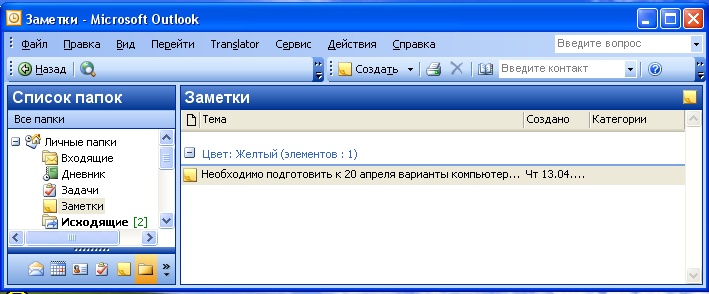 Заметки - Microsoft Outlook
Файл Правка Вид Перейти Translator Сервис Действия Справка Введите вопрос
Назад Создать Введите контакт
Список папок Заметки
Все папки Тема Создано Категории
Личные папки
Входящие Цвет: Желтый (элементов : 1)
Дневник Необходимо подготовить к 20 апреля варианты компьютер... Чт 13.04....
Задачи
Заметки
Исходящие [2]